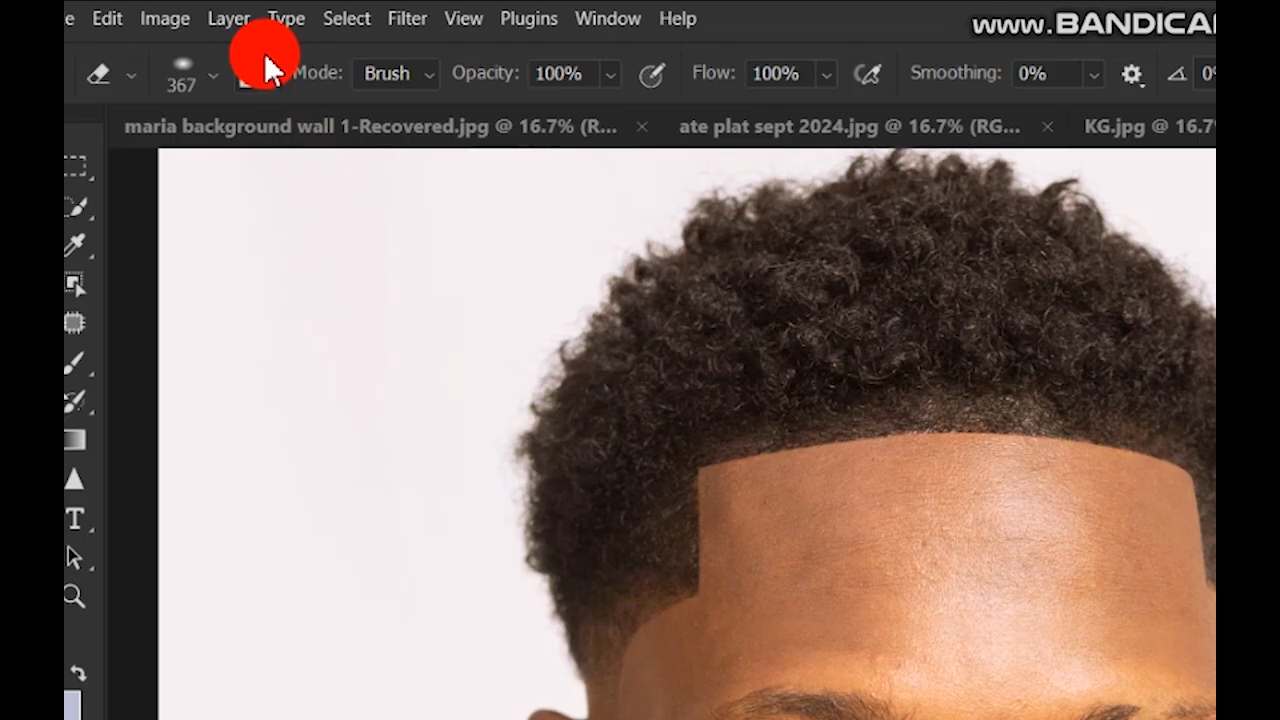 e Edit Image Layer Type Select Filter View Plugins Window Help
www.BANDICA
367 Mode: Brush Opacity: 100% Flow: 100% Smoothing: 0% 0%
maria background wall 1-Recovered.jpg @ 16.7% (R... ate plat sept 2024.jpg @ 16.7% (RG... KG.jpg @ 16.7%
T